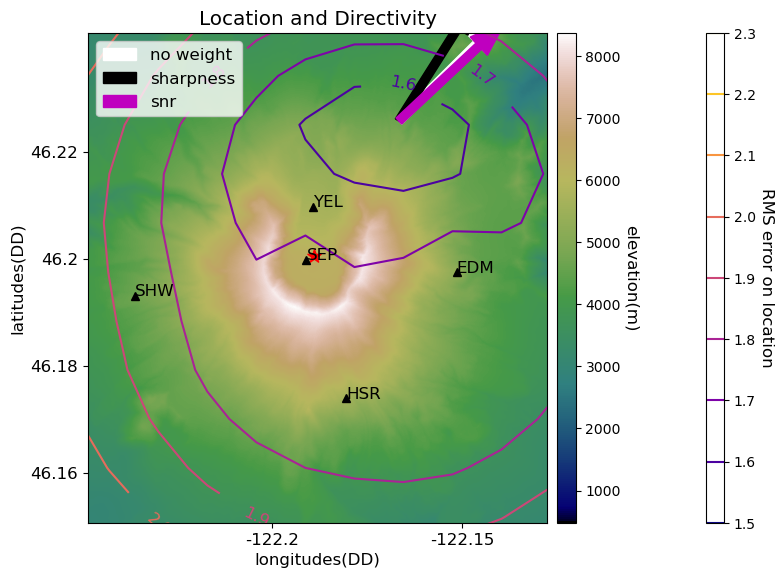 Location and Directivity
no weight
sharpness
snr
1.6
1.7
YEL
SEP
EDM
SHW
HSR
2
1.9
46.22
46.2
46.18
46.16
latitudes(DD)
-122.2
-122.15
longitudes(DD)
8000
7000
6000
5000
4000
3000
2000
1000
elevation(m)
2.3
2.2
2.1
2.0
1.9
1.8
1.7
1.6
1.5
RMS error on location